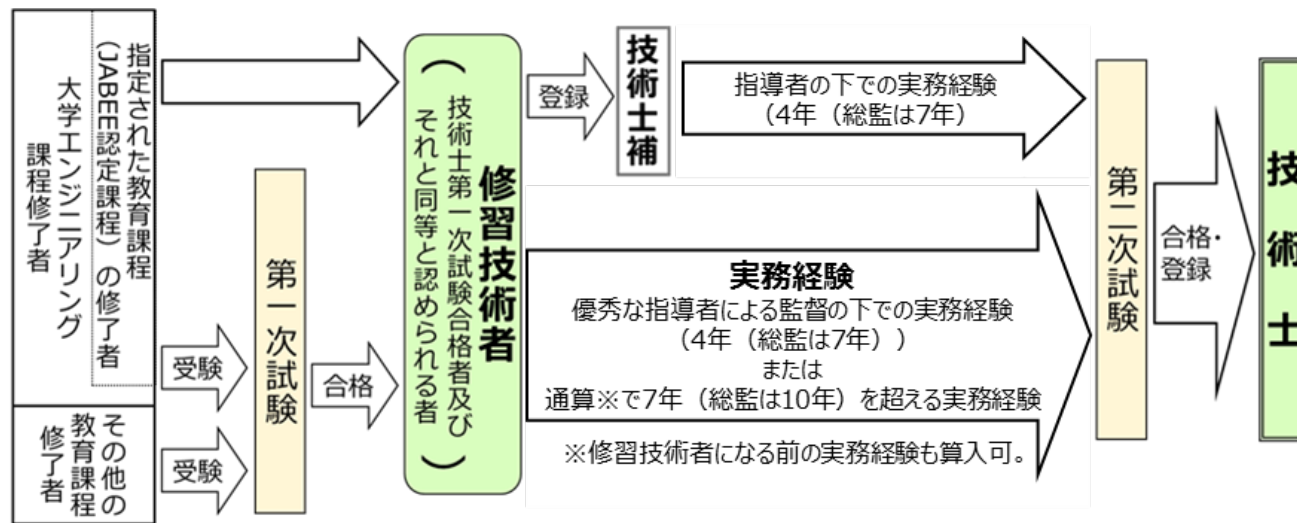 指定された教育課程
（JABEE認定課程）の修了者
大学エンジニアリング
課程修了者
その他の
教育課程
修了者
受験
受験
第一次試験
合格
修習技術者
（技術士第一次試験合格者及び
それと同等と認められる者）
登録
技術士補
指導者の下での実務経験
（4年（総監は7年）
実務経験
優秀な指導者による監督の下での実務経験
（4年（総監は7年））
または
通算※で7年（総監は10年）を超える実務経験
※修習技術者になる前の実務経験も算入可。
第二次試験
合格・
登録
技術士